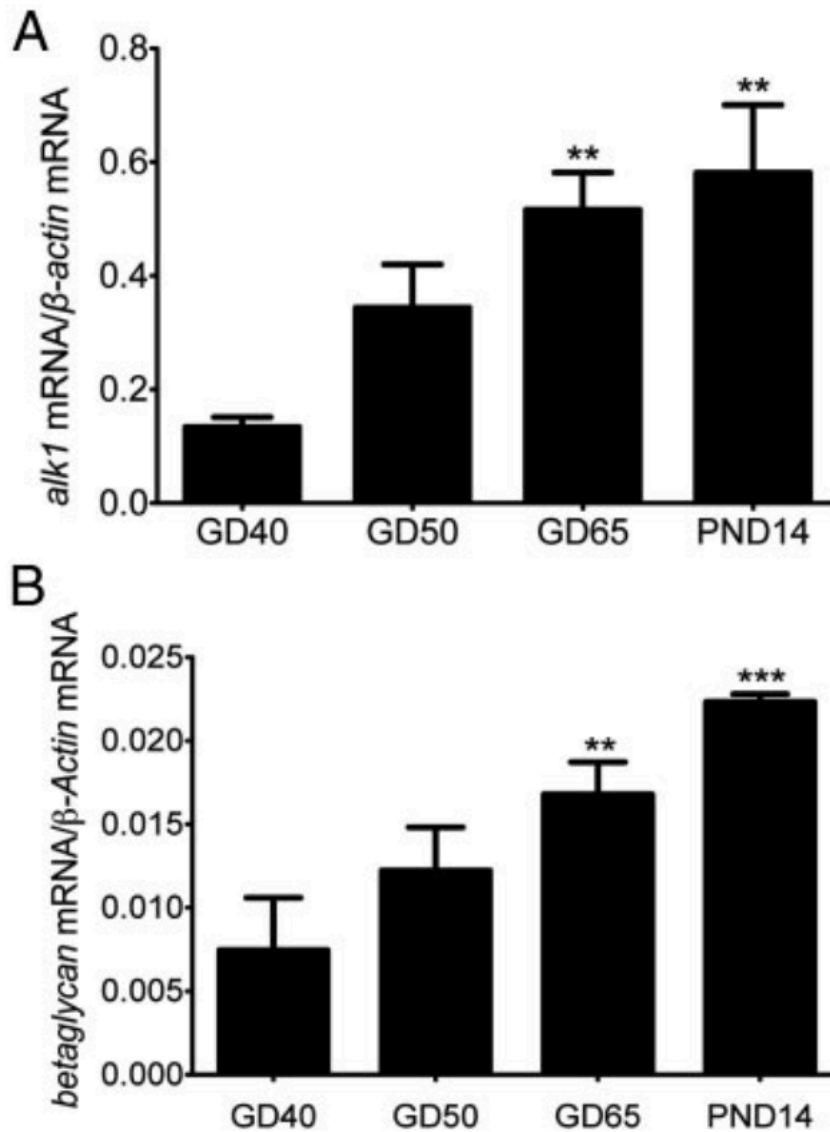 A
alk1 mRNA/β-actin mRNA
0.8
0.6
0.4
0.2
0.0
**
**
GD40 GD50 GD65 PND14
B
betaglycan mRNA/β-Actin mRNA
0.025
0.020
0.015
0.010
0.005
0.000
**
***
GD40 GD50 GD65 PND14